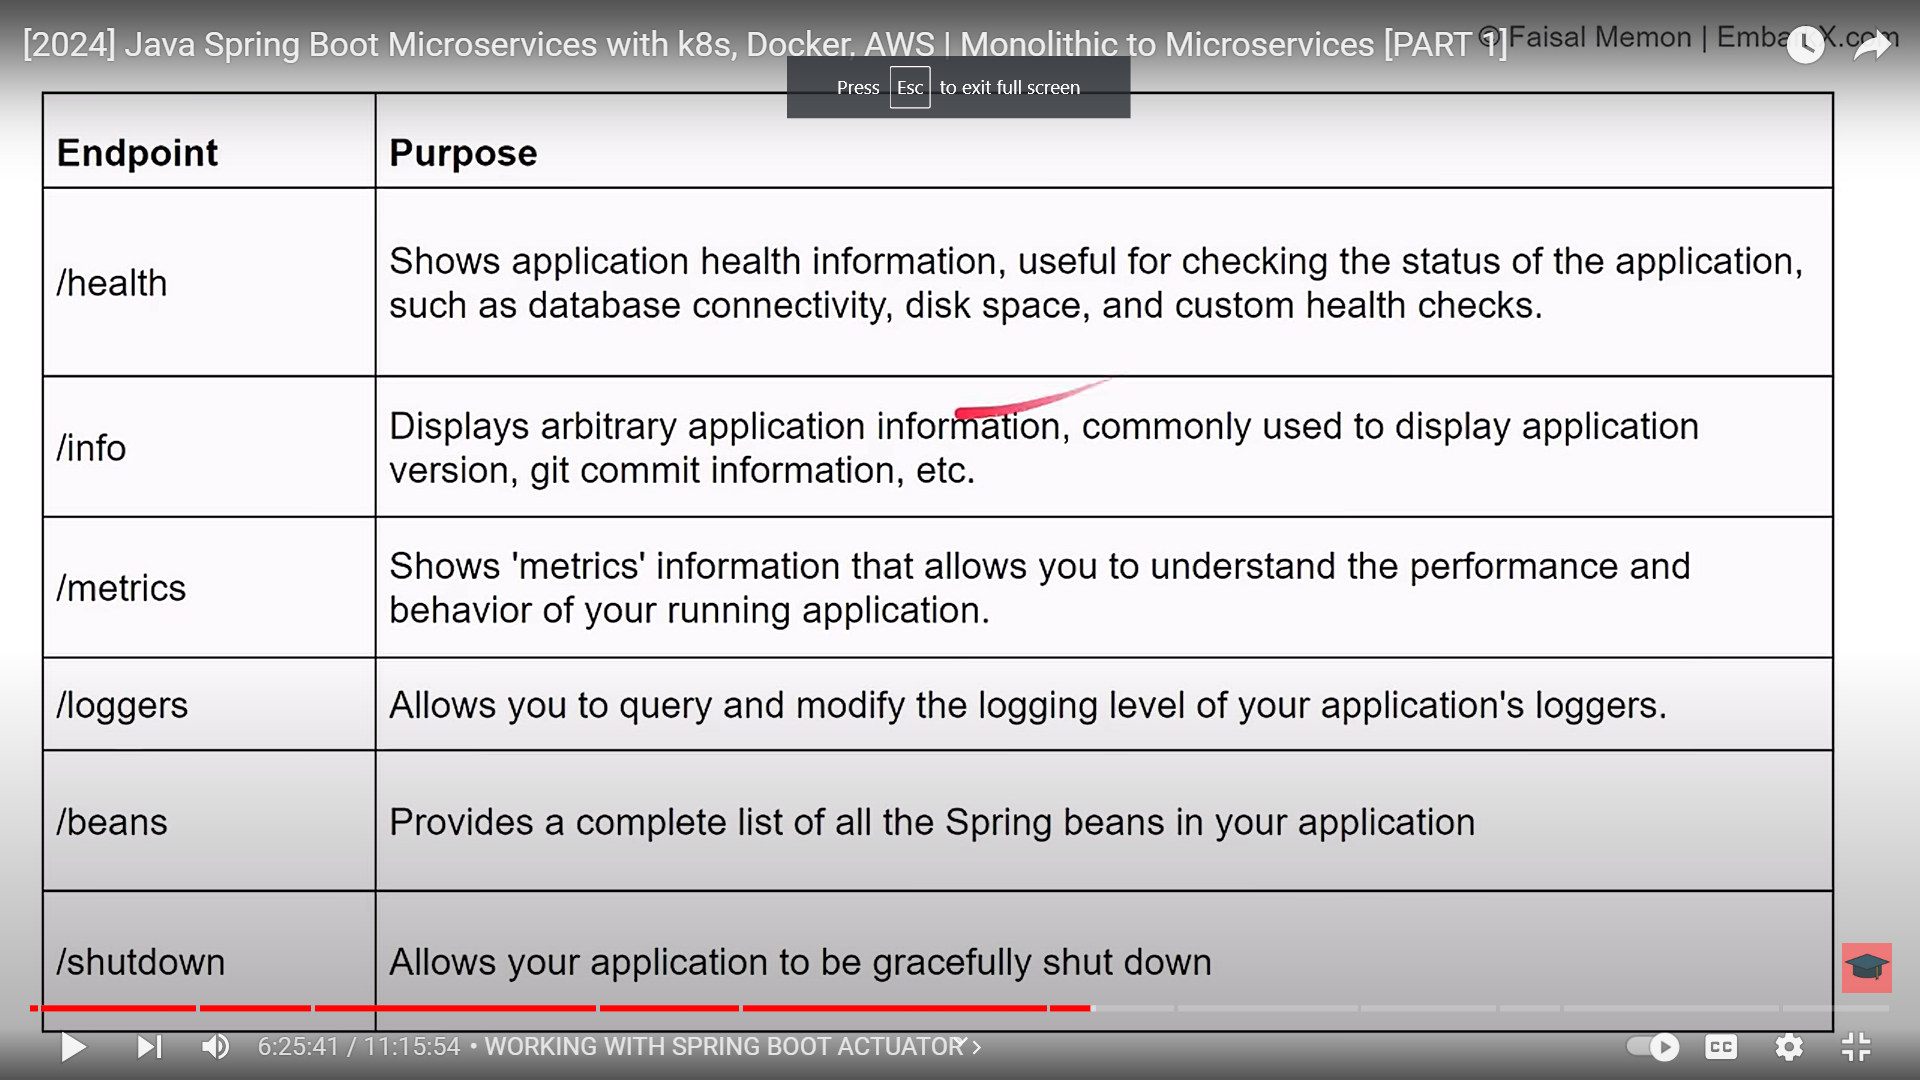 [2024] Java Spring Boot Microservices with k8s, Docker, AWS | Monolithic to Microservices [PART 1]
© Faisal Memon | EmbarkX.com
Press Esc to exit full screen
Endpoint
Purpose
/health
Shows application health information, useful for checking the status of the application,
such as database connectivity, disk space, and custom health checks.
/info
Displays arbitrary application information, commonly used to display application
version, git commit information, etc.
/metrics
Shows 'metrics' information that allows you to understand the performance and
behavior of your running application.
/loggers
Allows you to query and modify the logging level of your application's loggers.
/beans
Provides a complete list of all the Spring beans in your application
/shutdown
Allows your application to be gracefully shut down
6:25:41 / 11:15:54 • WORKING WITH SPRING BOOT ACTUATOR
CC